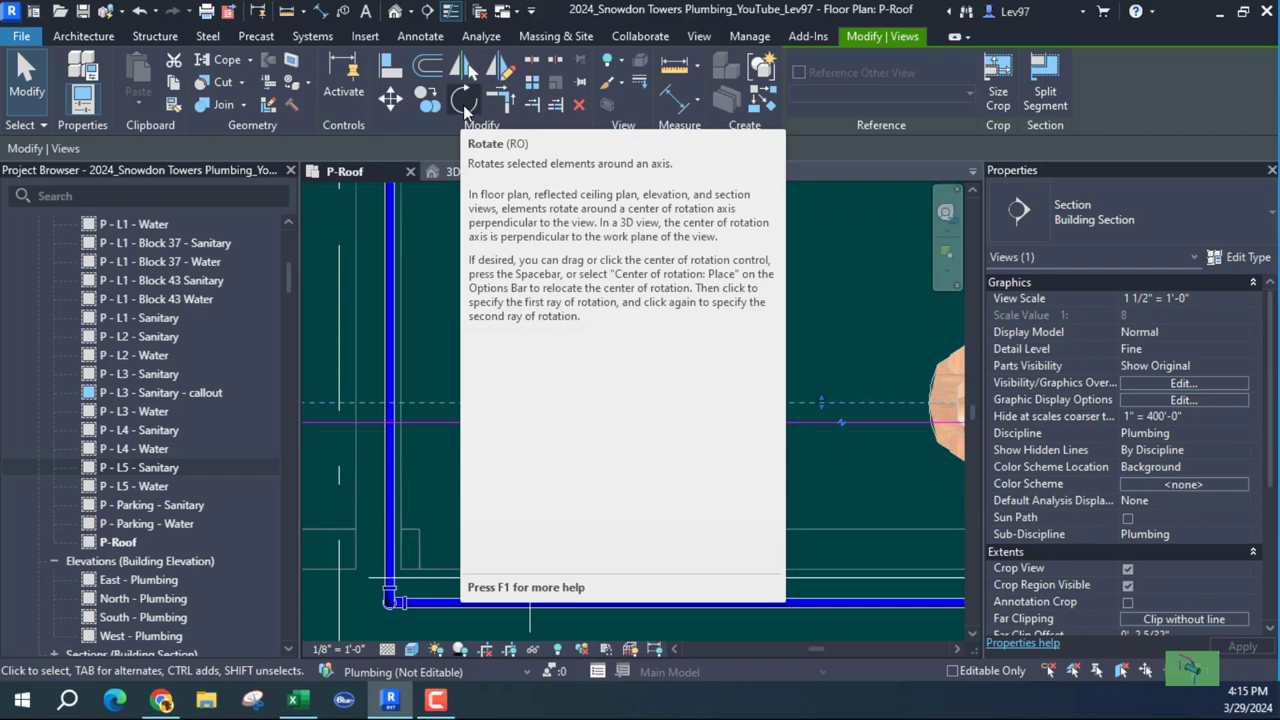 2024_Snowdon Towers Plumbing_YouTube_Lev97 - Floor Plan: P-Roof
Lev97
File Architecture Structure Steel Precast Systems Insert Annotate Analyze Massing & Site Collaborate View Manage Add-Ins Modify | Views
Modify
Paste
Cope
Cut
Join
Activate
Reference Other View
Size Crop
Split Segment
Select Properties Clipboard Geometry Controls Modify View Measure Create Reference Crop Section
Modify | Views
Project Browser - 2024_Snowdon Towers Plumbing_Yo...
Search
P - L1 - Water
P - L1 - Block 37 - Sanitary
P - L1 - Block 37 - Water
P - L1 - Block 43 Sanitary
P - L1 - Block 43 Water
P - L1 - Sanitary
P - L2 - Sanitary
P - L2 - Water
P - L3 - Sanitary
P - L3 - Sanitary - callout
P - L3 - Water
P - L4 - Sanitary
P - L4 - Water
P - L5 - Sanitary
P - L5 - Water
P - Parking - Sanitary
P - Parking - Water
P-Roof
Elevations (Building Elevation)
East - Plumbing
North - Plumbing
South - Plumbing
West - Plumbing
Sections (Building Section)
P-Roof
3D
Rotate (RO)
Rotates selected elements around an axis.
In floor plan, reflected ceiling plan, elevation, and section
views, elements rotate around a center of rotation axis
perpendicular to the view. In a 3D view, the center of rotation
axis is perpendicular to the work plane of the view.
If desired, you can drag or click the center of rotation control,
press the Spacebar, or select "Center of rotation: Place" on the
Options Bar to relocate the center of rotation. Then click to
specify the first ray of rotation, and click again to specify the
second ray of rotation.
Press F1 for more help
Properties
Section
Building Section
Views (1)
Edit Type
Graphics
View Scale 1 1/2" = 1'-0"
Scale Value 1: 8
Display Model Normal
Detail Level Fine
Parts Visibility Show Original
Visibility/Graphics Over... Edit...
Graphic Display Options Edit...
Hide at scales coarser t... 1" = 400'-0"
Discipline Plumbing
Show Hidden Lines By Discipline
Color Scheme Location Background
Color Scheme <none>
Default Analysis Displa... None
Sun Path
Sub-Discipline Plumbing
Extents
Crop View
Crop Region Visible
Annotation Crop
Far Clipping Clip without line
Far Clip Offset 0' 2 5/32"
Properties help
Apply
1/8" = 1'-0"
Click to select, TAB for alternates, CTRL adds, SHIFT unselects.
Plumbing (Not Editable)
:0
Main Model
Editable Only
4:15 PM
3/29/2024